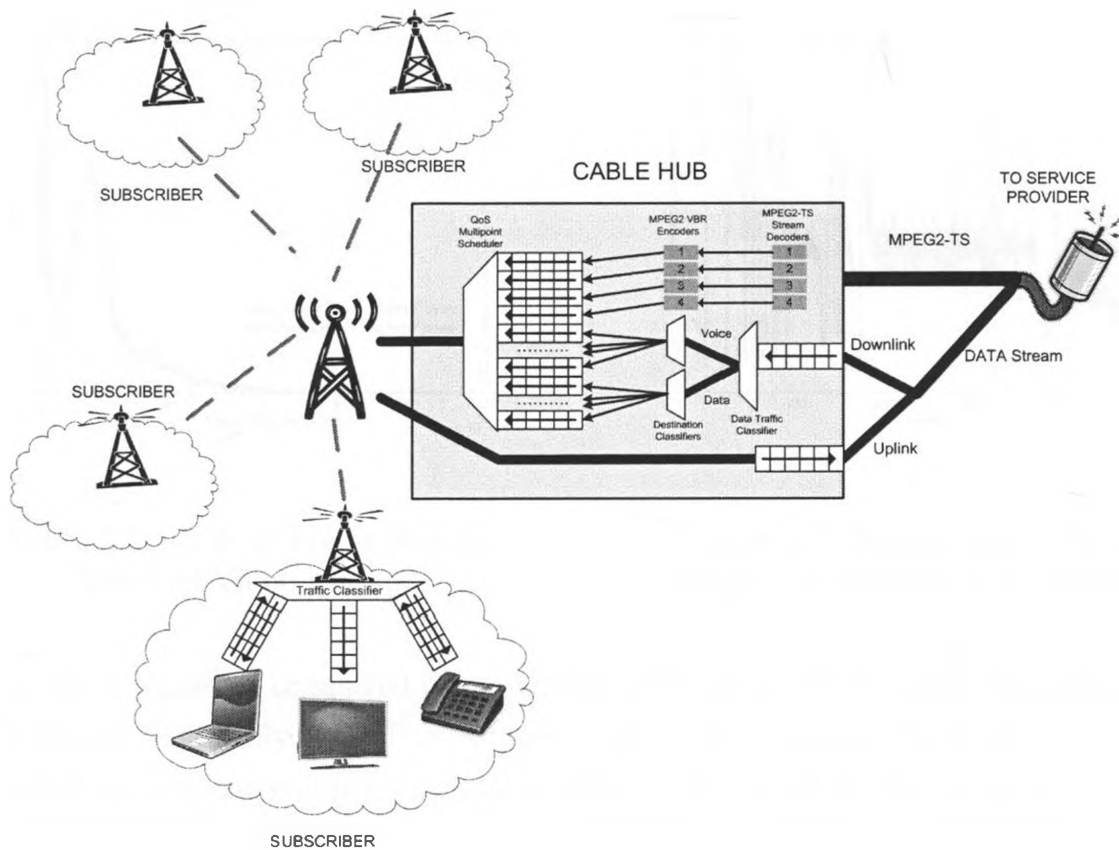 SUBSCRIBER
SUBSCRIBER
CABLE HUB
TO SERVICE
PROVIDER
QoS
Multipoint
Scheduler
MPEG2 VBR
Encoders
MPEG2-TS
Stream
Decoders
MPEG2-TS
1
1
2
2
3
3
4
4
Voice
Downlink
DATA Stream
SUBSCRIBER
Data
Destination
Classifiers
Data Traffic
Classifier
Uplink
Traffic Classifier
SUBSCRIBER